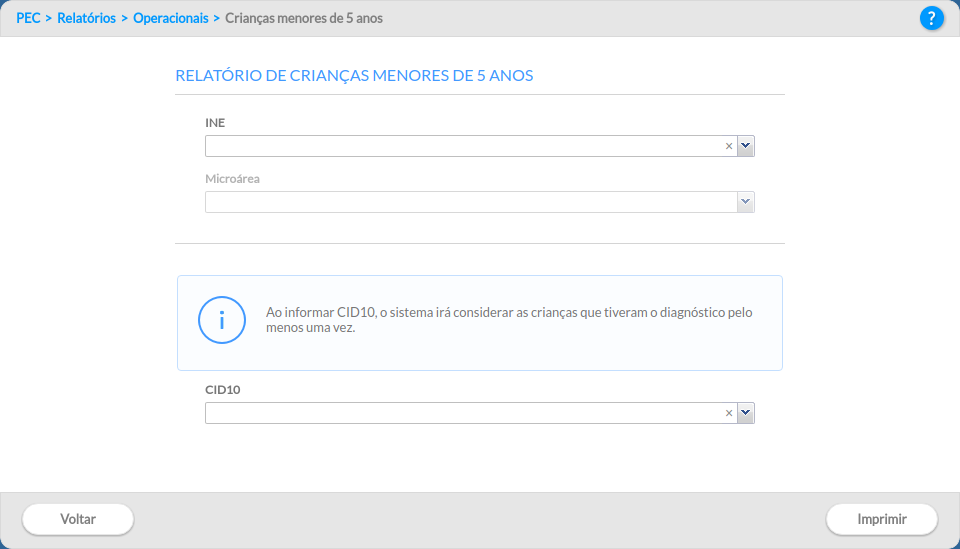 PEC > Relatórios > Operacionais > Crianças menores de 5 anos
?
RELATÓRIO DE CRIANÇAS MENORES DE 5 ANOS
INE
×
Microárea
i
Ao informar CID10, o sistema irá considerar as crianças que tiveram o diagnóstico pelo
menos uma vez.
CID10
×
Voltar
Imprimir